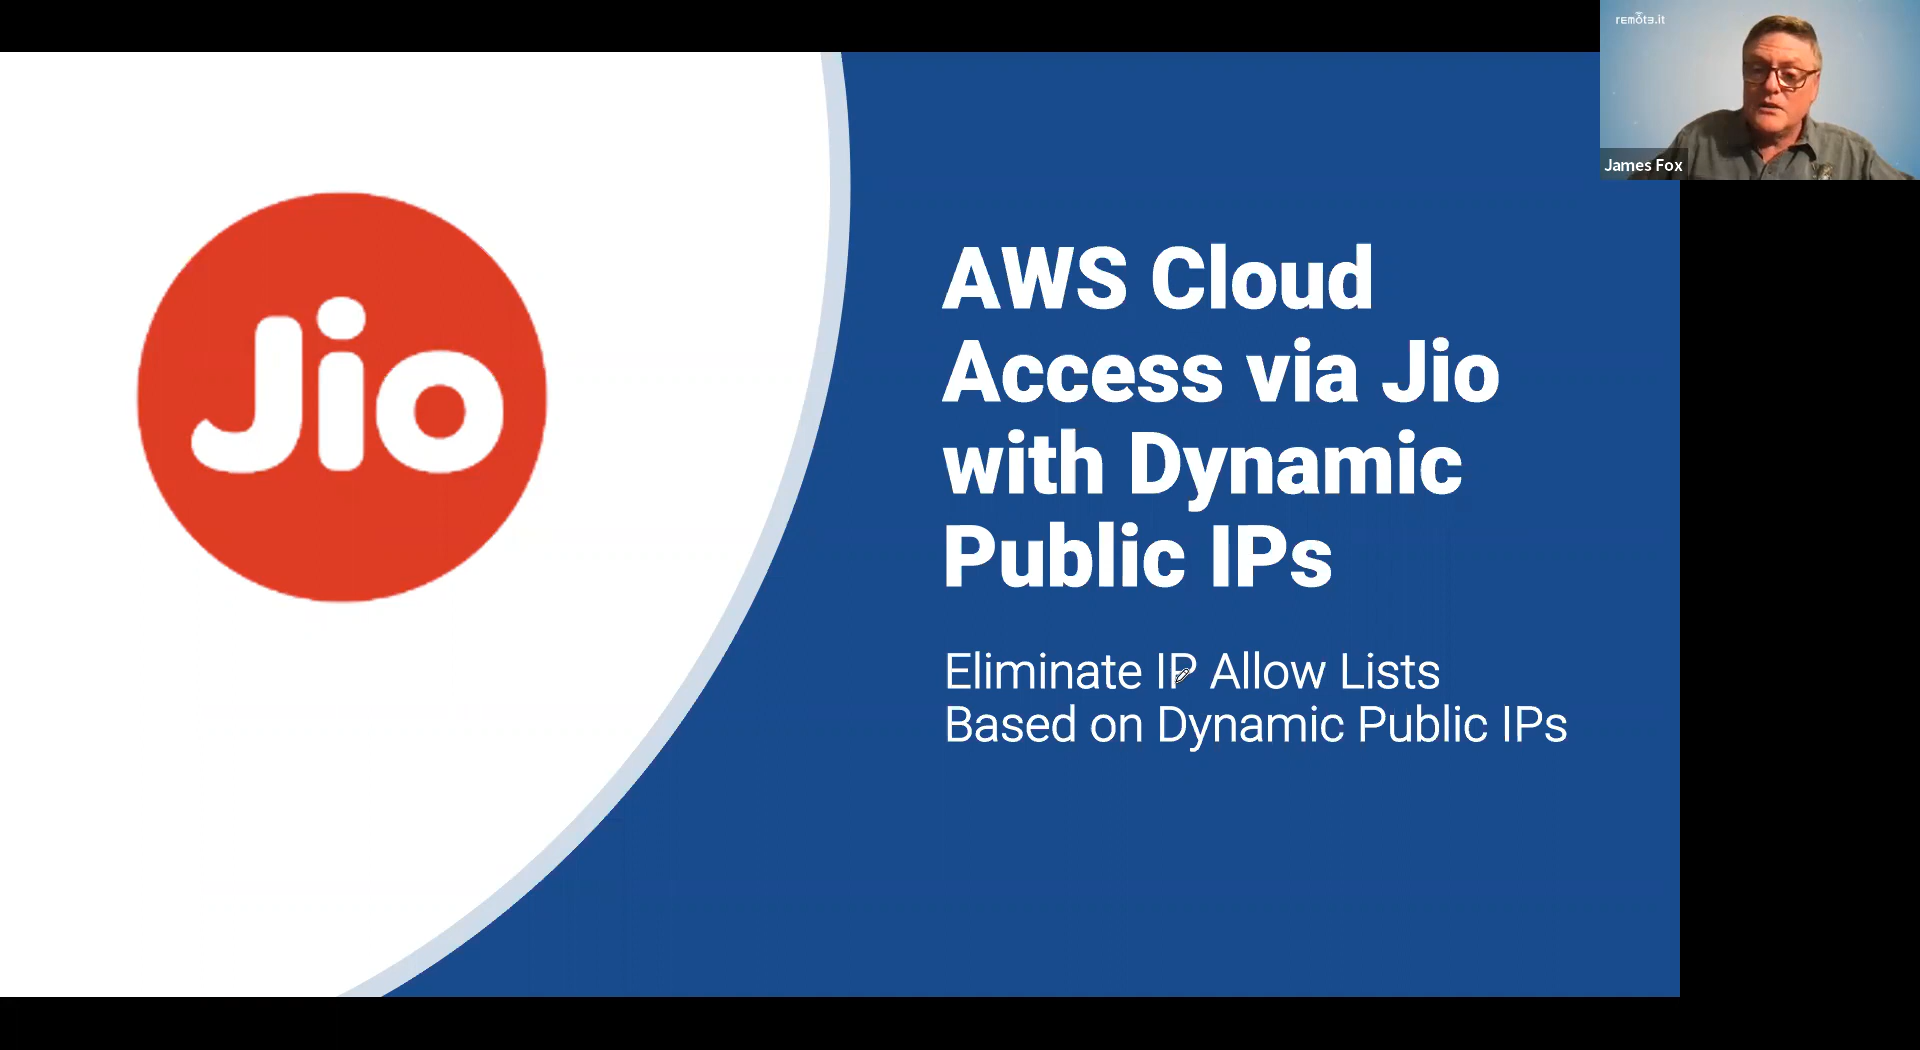 remote.it
James Fox
Jio
AWS Cloud
Access via Jio
with Dynamic
Public IPs
Eliminate IP Allow Lists
Based on Dynamic Public IPs